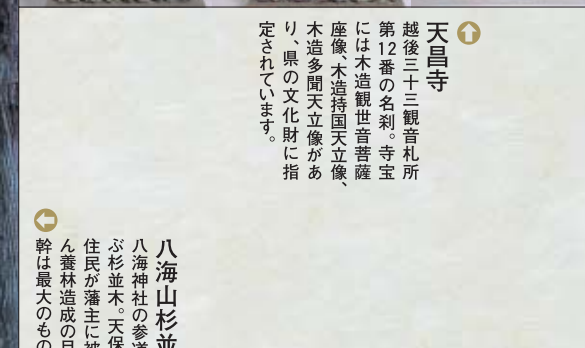 天昌寺
越後三十三観音札所
第12番の名刹。寺宝
には木造観世音菩薩
座像、木造持国天立像、
木造多聞天立像があ
り、県の文化財に指
定されています。
八海山杉並
八海神社の参道
ぶ杉並木。天保
住民が藩主に被
ん養林造成の目
幹は最大のもの